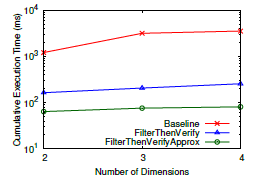 10^4
10^3
10^2
10^1
Cumulative Execution Time (ms)
Baseline
FilterThenVerify
FilterThenVerifyApprox
2 3 4
Number of Dimensions